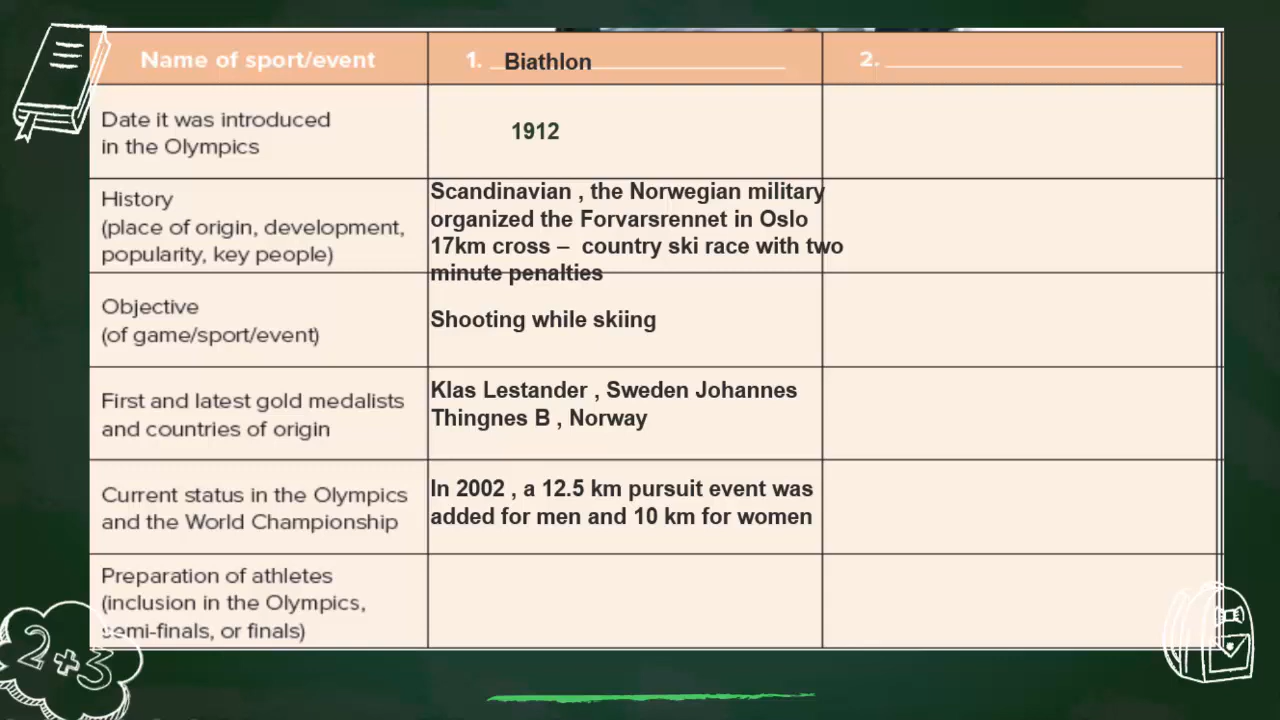 Name of sport/event
1. Biathlon
2.
Date it was introduced
in the Olympics
1912
History
(place of origin, development,
popularity, key people)
Scandinavian , the Norwegian military
organized the Forvarsrennet in Oslo
17km cross – country ski race with two
minute penalties
Objective
(of game/sport/event)
Shooting while skiing
First and latest gold medalists
and countries of origin
Klas Lestander , Sweden Johannes
Thingnes B , Norway
Current status in the Olympics
and the World Championship
In 2002 , a 12.5 km pursuit event was
added for men and 10 km for women
Preparation of athletes
(inclusion in the Olympics,
semi-finals, or finals)
2+3